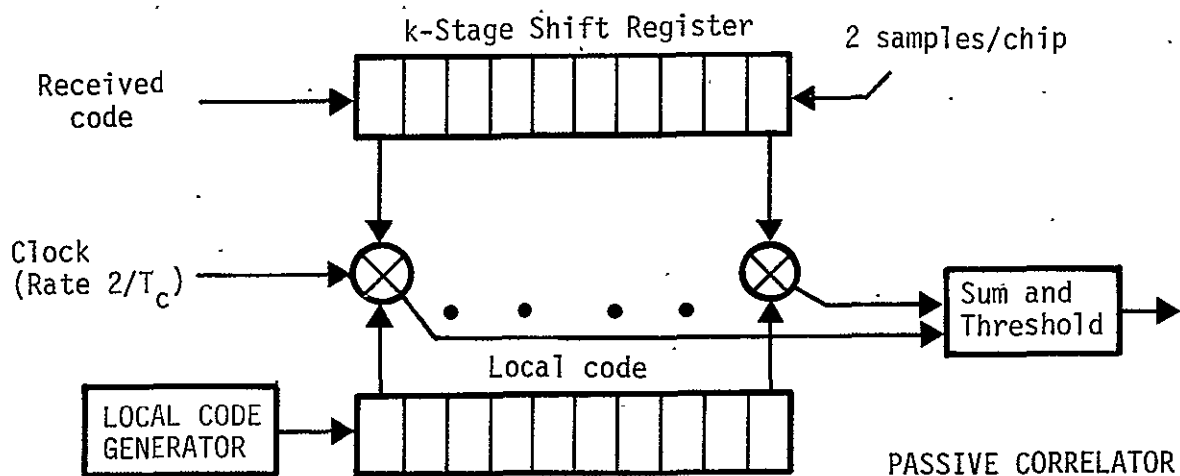 k-Stage Shift Register
2 samples/chip
Received
code
Clock
(Rate 2/T_c)
Sum and
Threshold
Local code
LOCAL CODE
GENERATOR
PASSIVE CORRELATOR